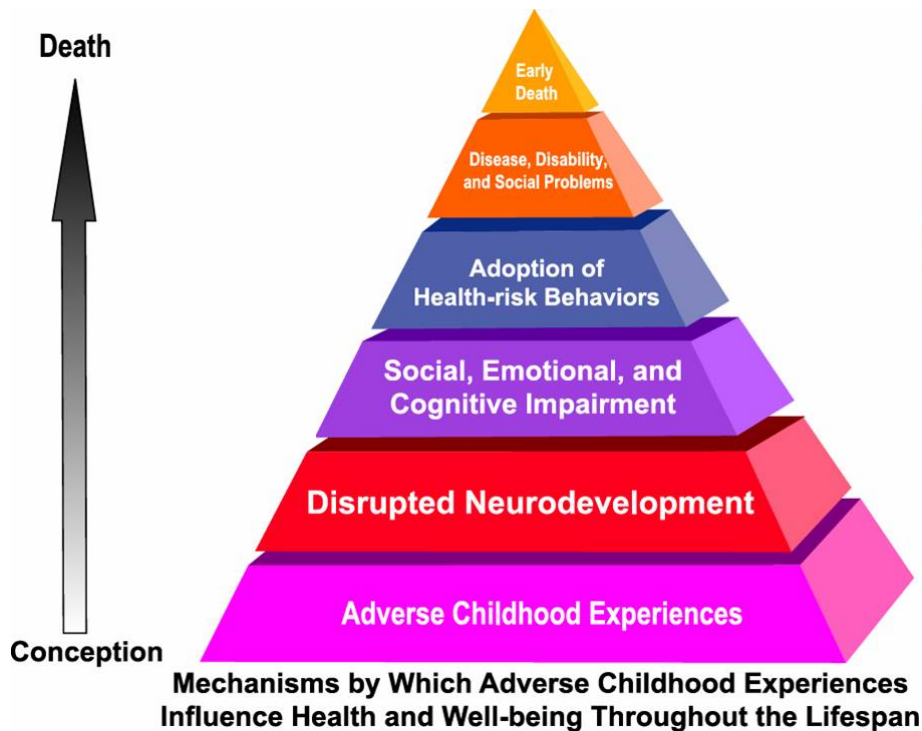 Death
Early
Death
Disease, Disability,
and Social Problems
Adoption of
Health-risk Behaviors
Social, Emotional, and
Cognitive Impairment
Disrupted Neurodevelopment
Adverse Childhood Experiences
Conception
Mechanisms by Which Adverse Childhood Experiences
Influence Health and Well-being Throughout the Lifespan